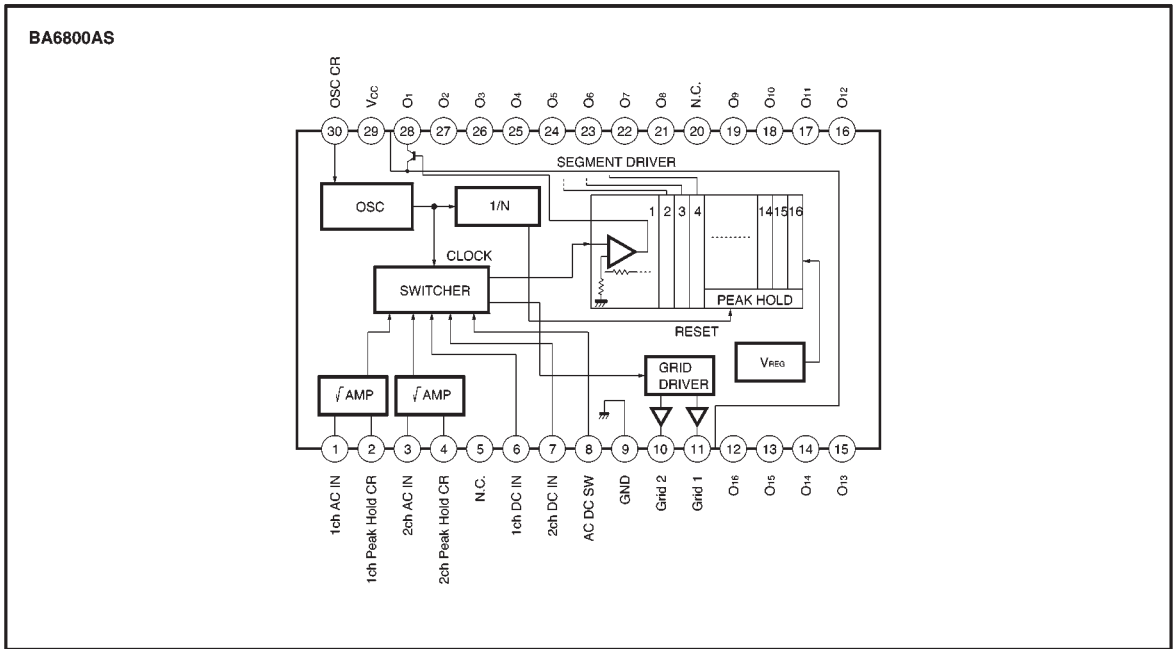 BA6800AS
OSC CR
Vcc
O1
O2
O3
O4
O5
O6
O7
O8
N.C.
O9
O10
O11
O12
30 29 28 27 26 25 24 23 22 21 20 19 18 17 16
SEGMENT DRIVER
OSC
1/N
1 2 3 4 14 15 16
CLOCK
SWITCHER
PEAK HOLD
RESET
GRID
DRIVER
VREG
√AMP
√AMP
1 2 3 4 5 6 7 8 9 10 11 12 13 14 15
1ch AC IN
1ch Peak Hold CR
2ch AC IN
2ch Peak Hold CR
N.C.
1ch DC IN
2ch DC IN
AC DC SW
GND
Grid 2
Grid 1
O16
O15
O14
O13